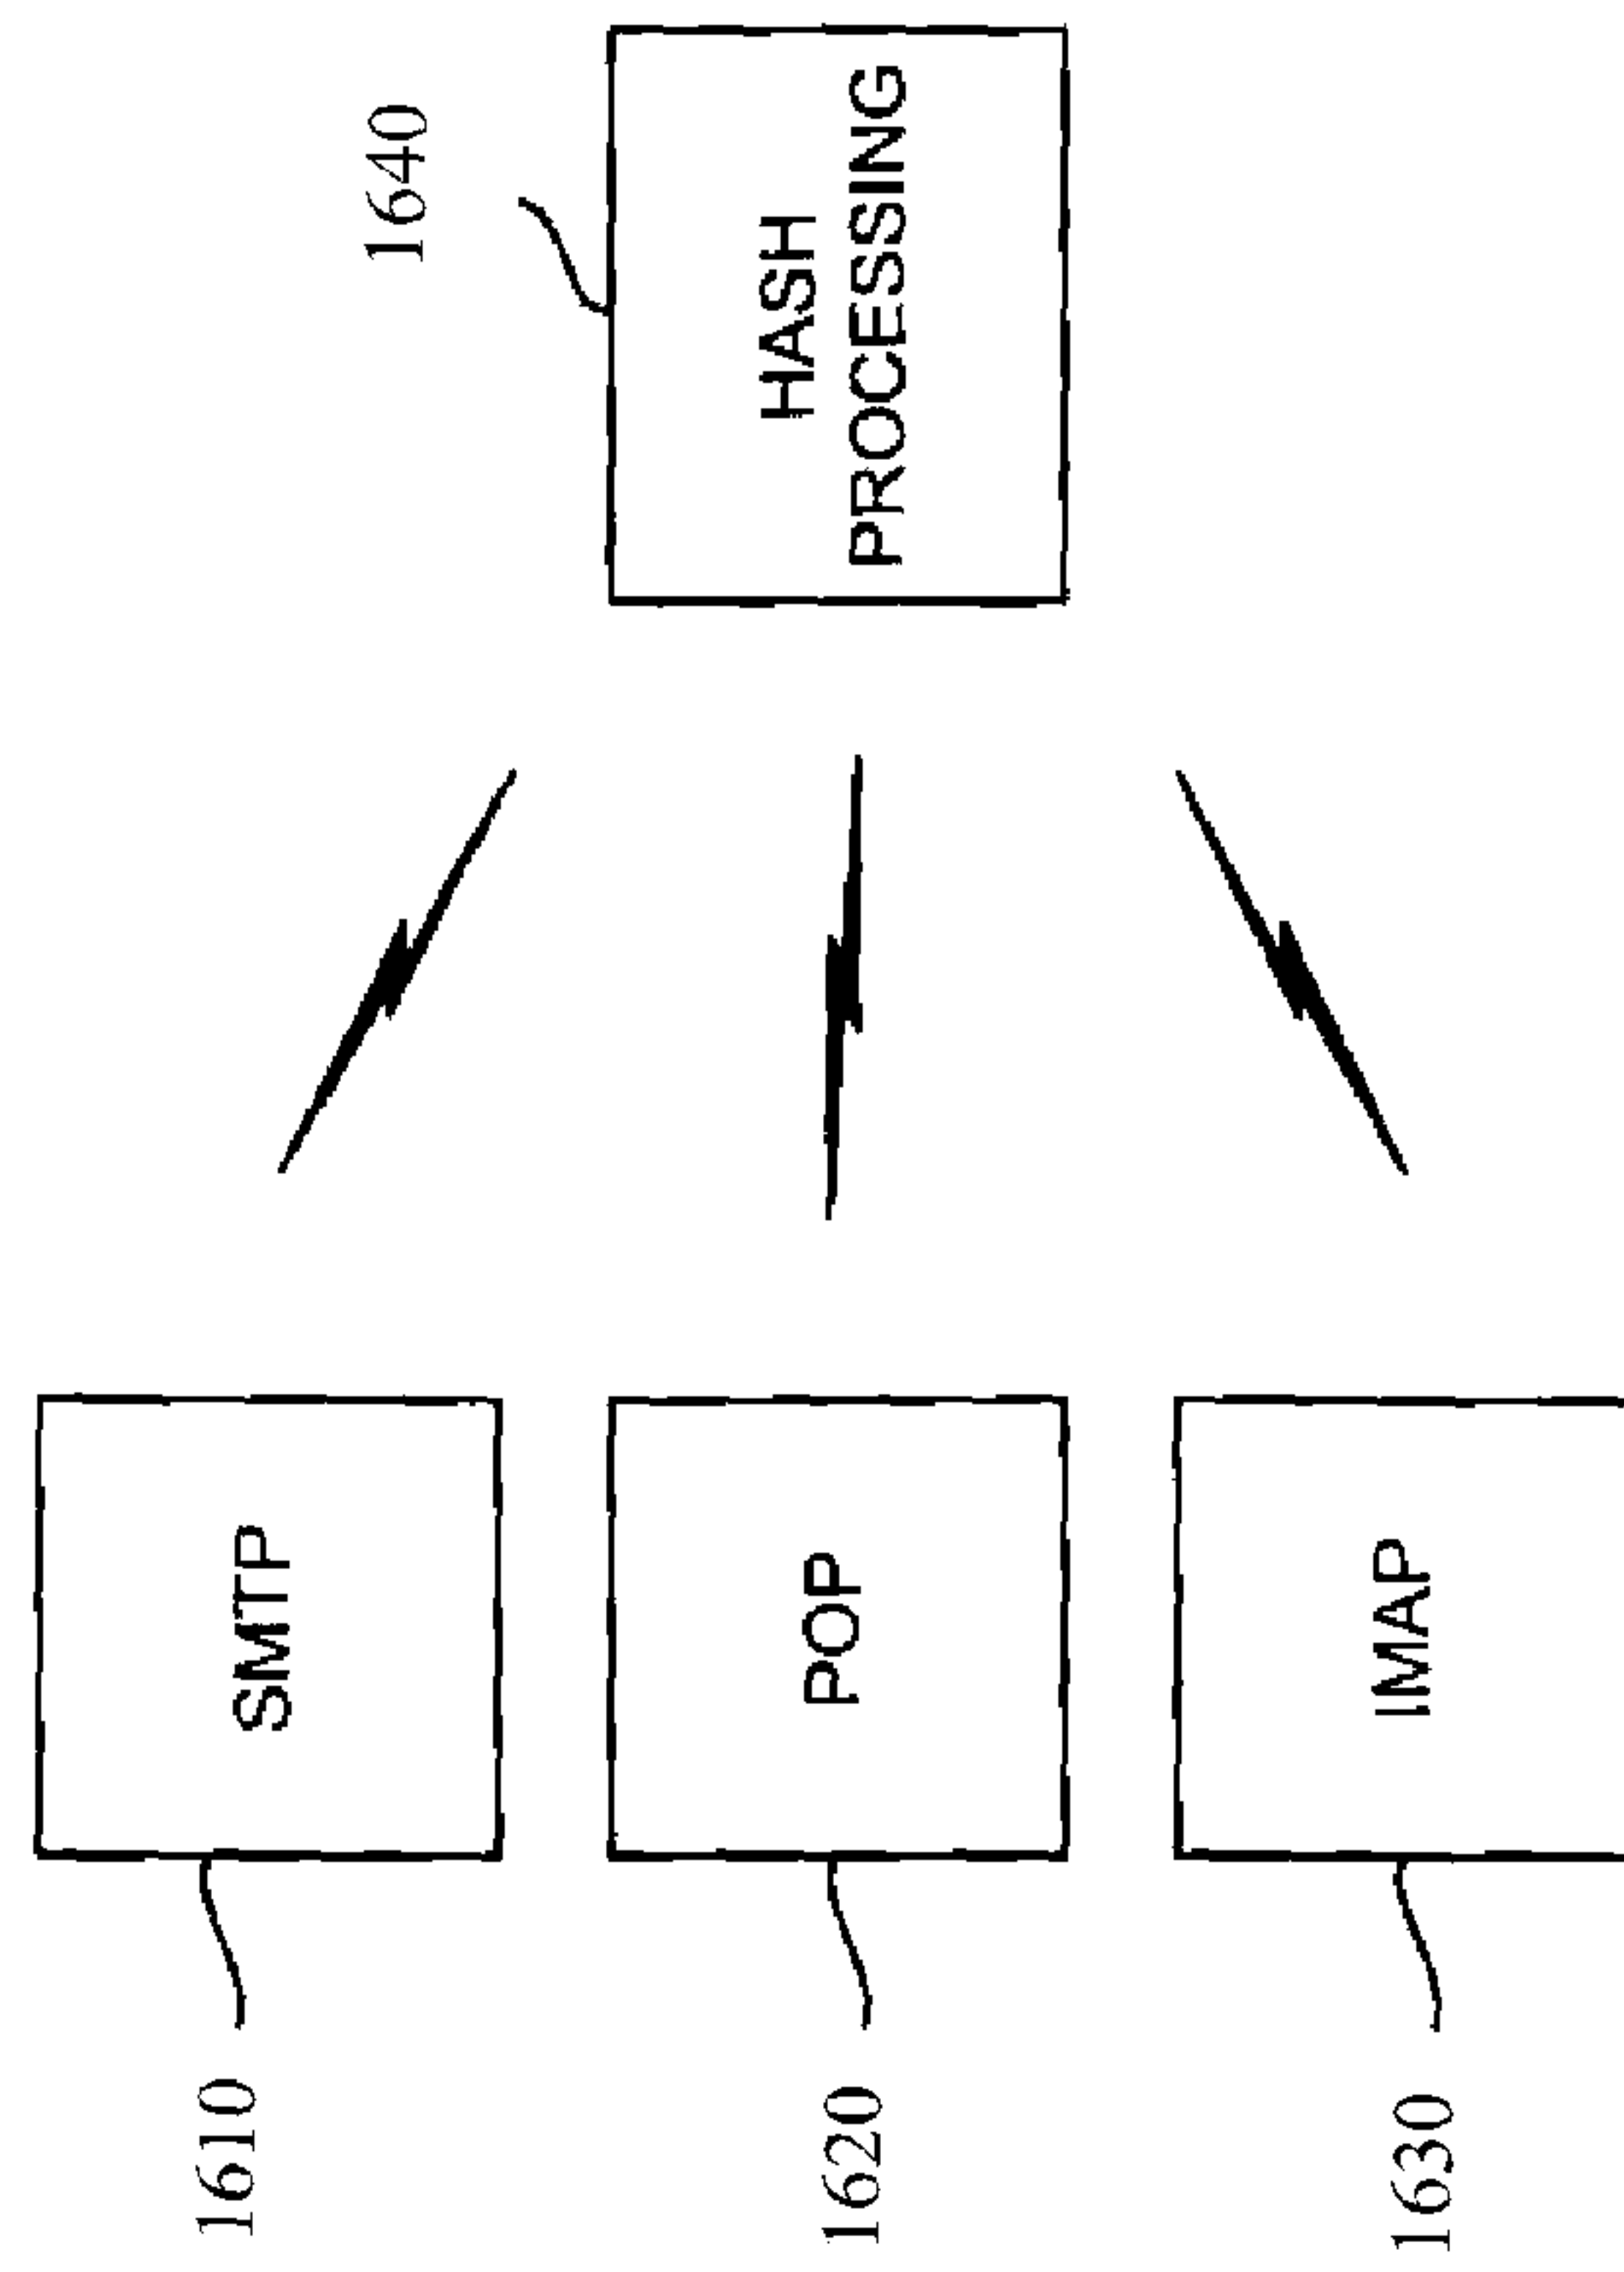 1610
SMTP
1620
POP
1630
IMAP
1640
HASH
PROCESSING